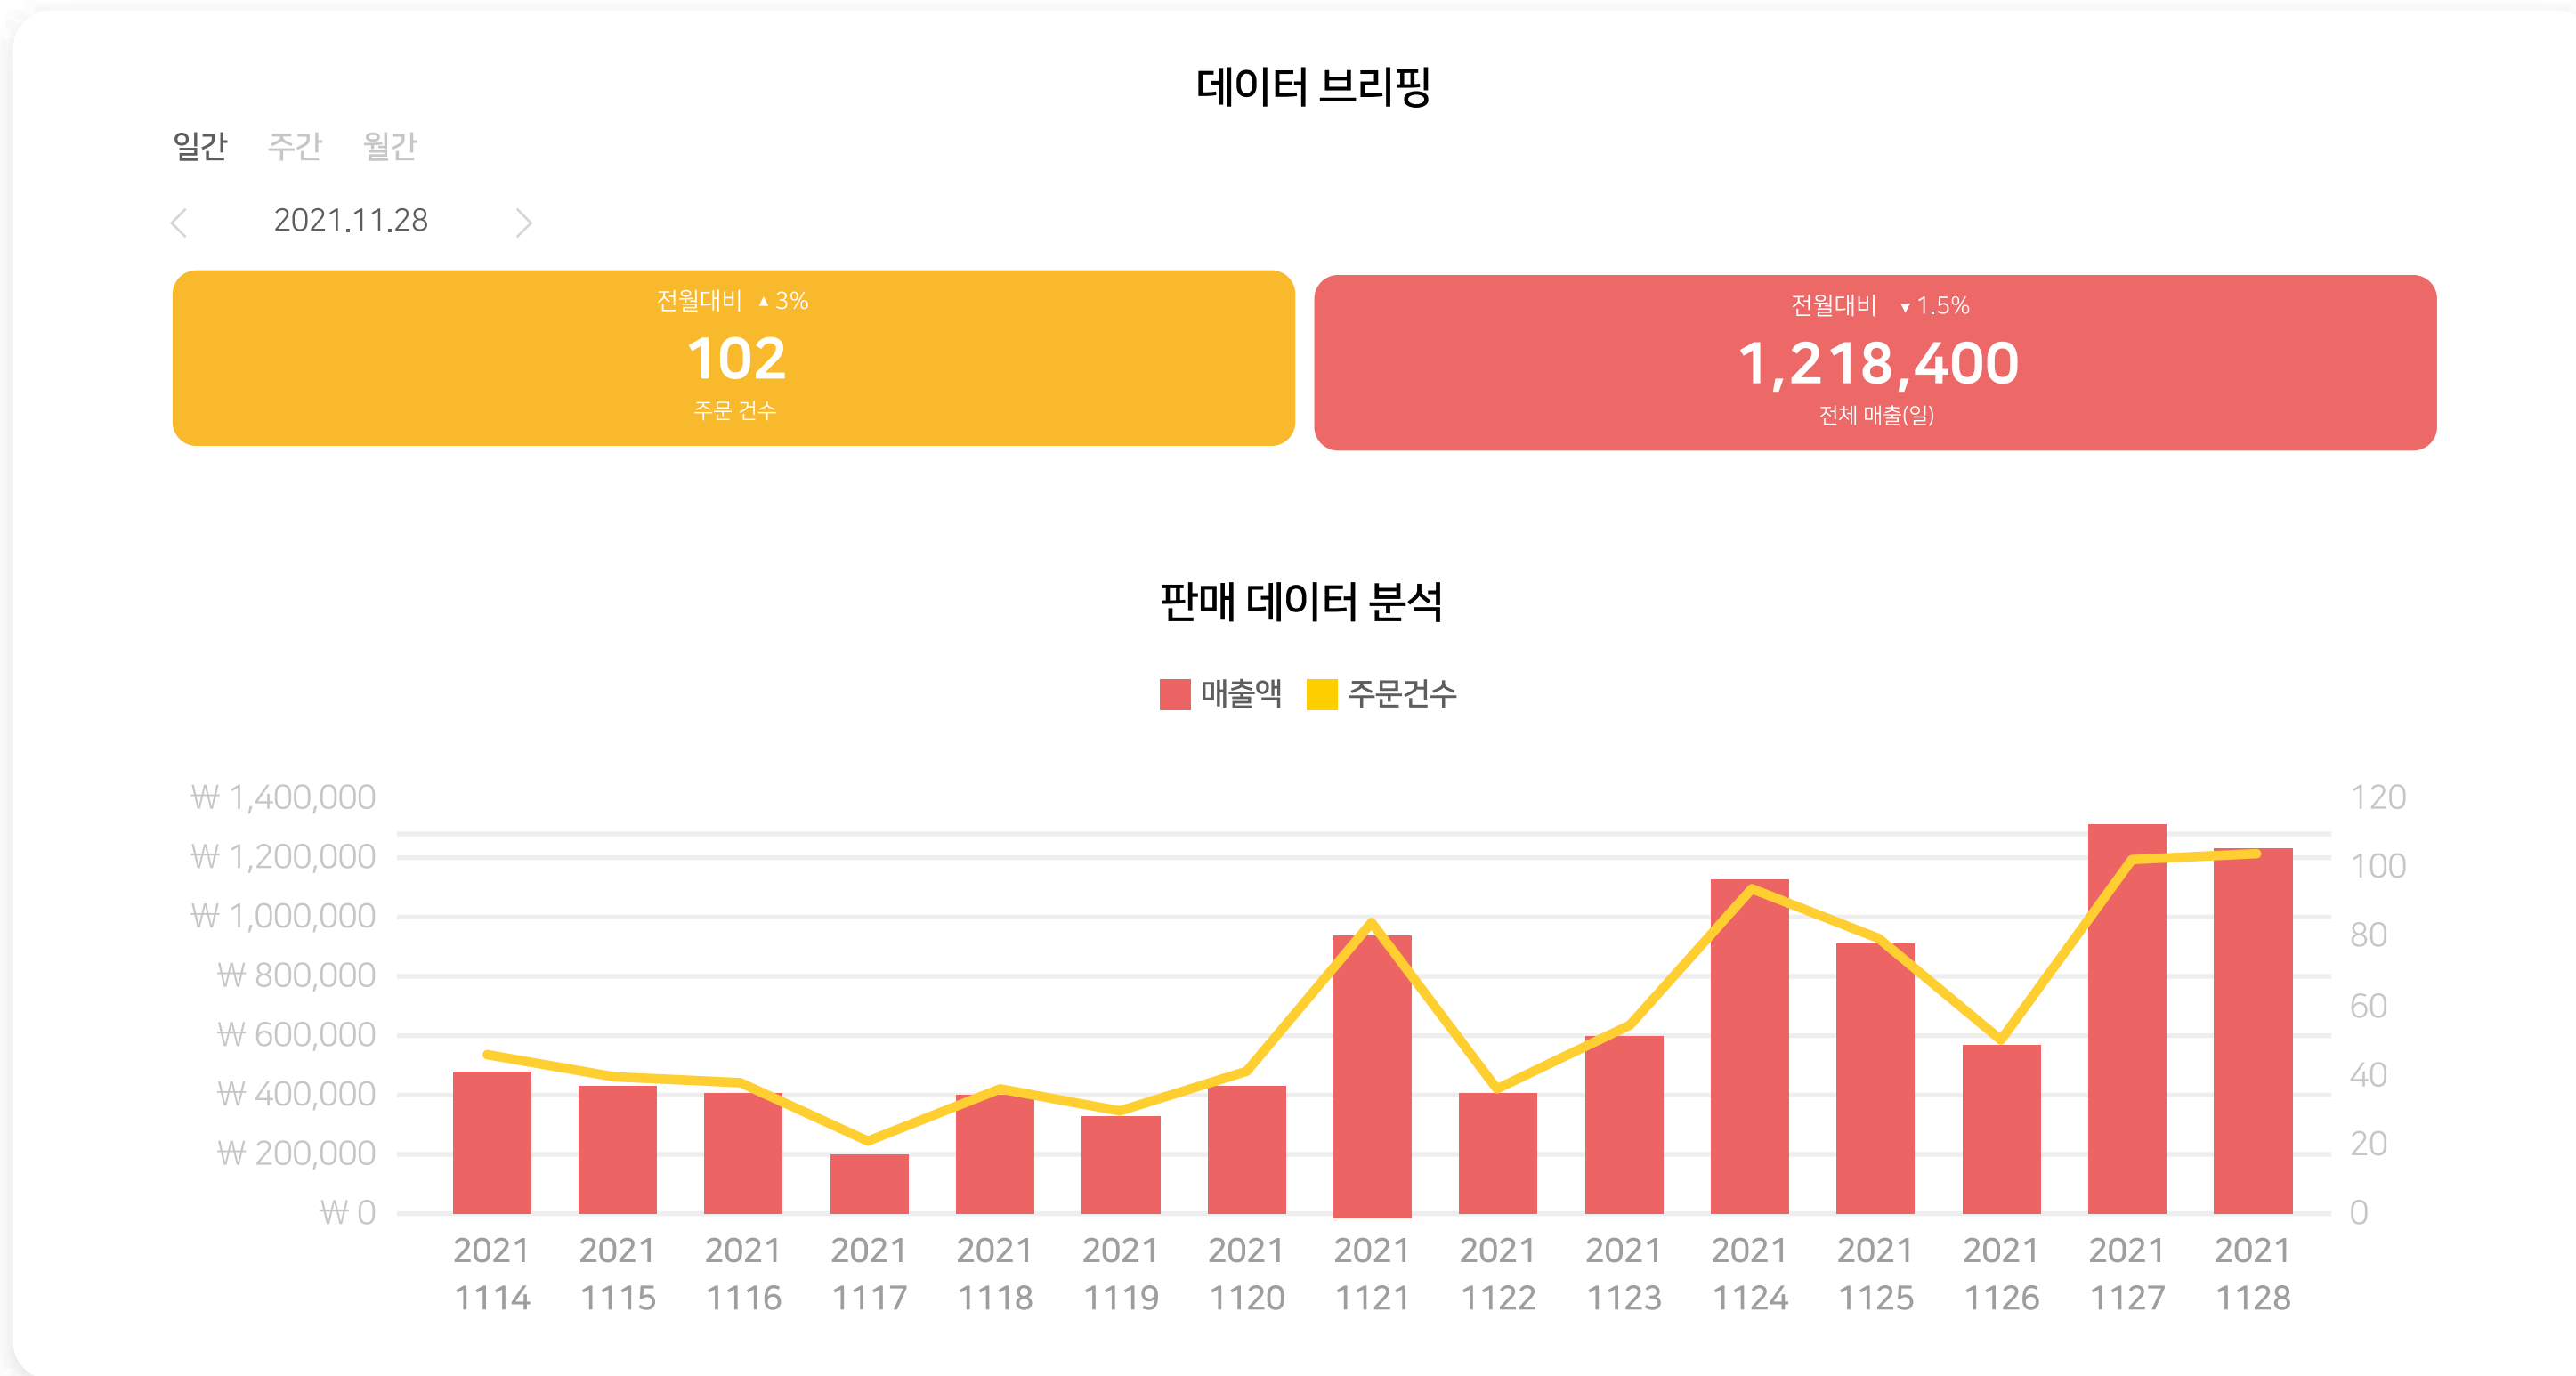 데이터 브리핑
일간 주간 월간
2021.11.28
전월대비 ▲ 3%
102
주문 건수
전월대비 ▼ 1.5%
1,218,400
전체 매출(일)
판매 데이터 분석
매출액 주문건수
₩ 1,400,000
₩ 1,200,000
₩ 1,000,000
₩ 800,000
₩ 600,000
₩ 400,000
₩ 200,000
₩ 0
120
100
80
60
40
20
0
2021 2021 2021 2021 2021 2021 2021 2021 2021 2021 2021 2021 2021 2021 2021
1114 1115 1116 1117 1118 1119 1120 1121 1122 1123 1124 1125 1126 1127 1128